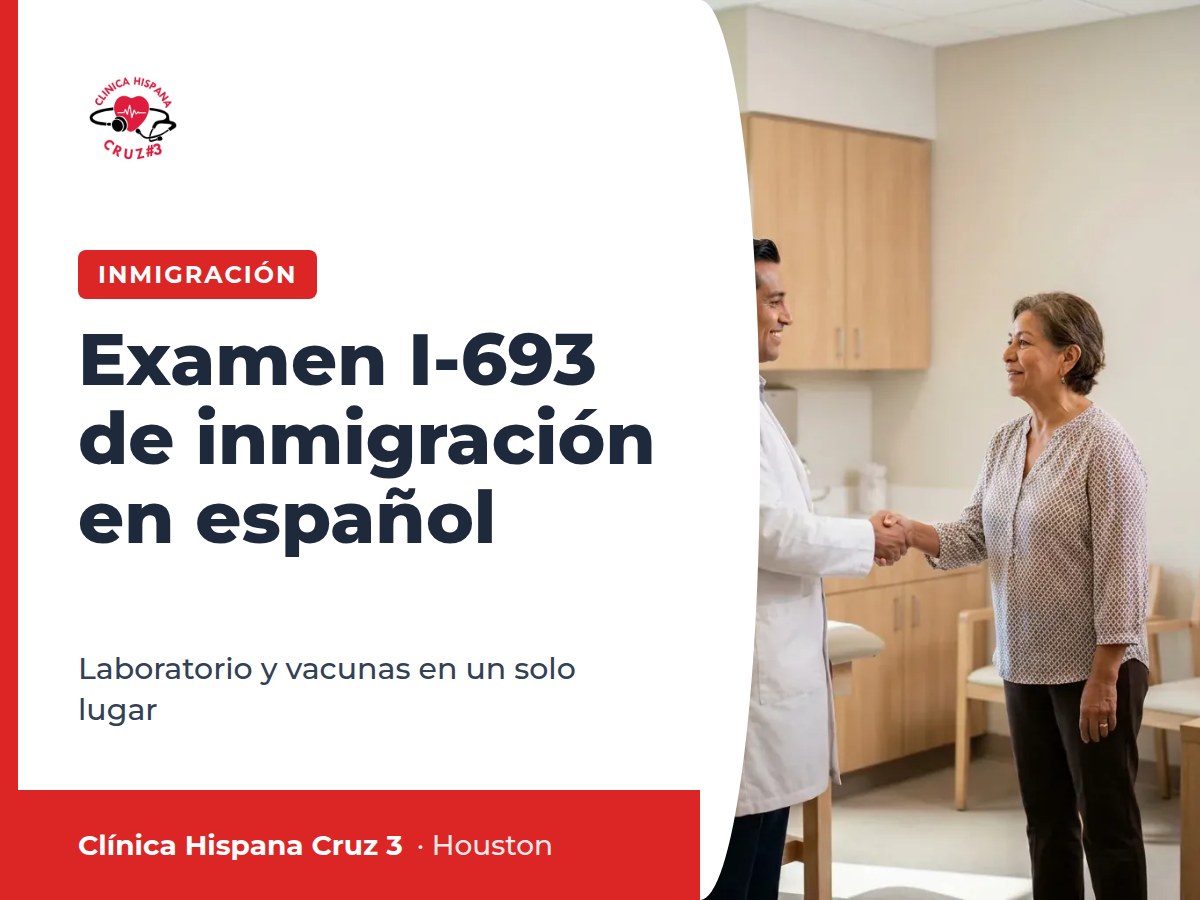 CLINICA HISPANA
CRUZ#3
INMIGRACIÓN
Examen I-693
de inmigración
en español
Laboratorio y vacunas en un solo
lugar
Clínica Hispana Cruz 3 · Houston